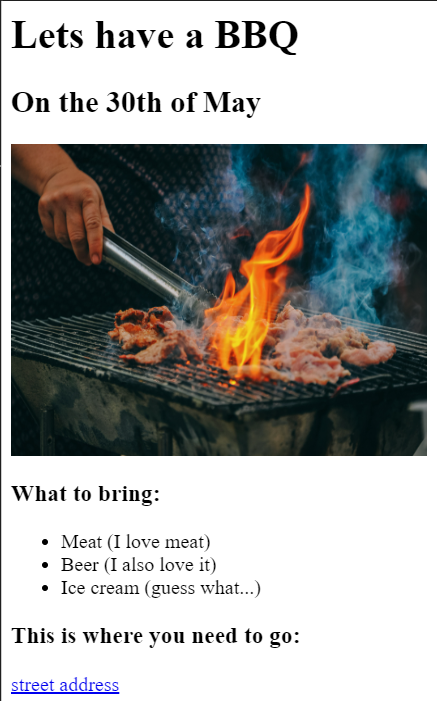 Lets have a BBQ
On the 30th of May
What to bring:
Meat (I love meat)
Beer (I also love it)
Ice cream (guess what...)
This is where you need to go:
street address